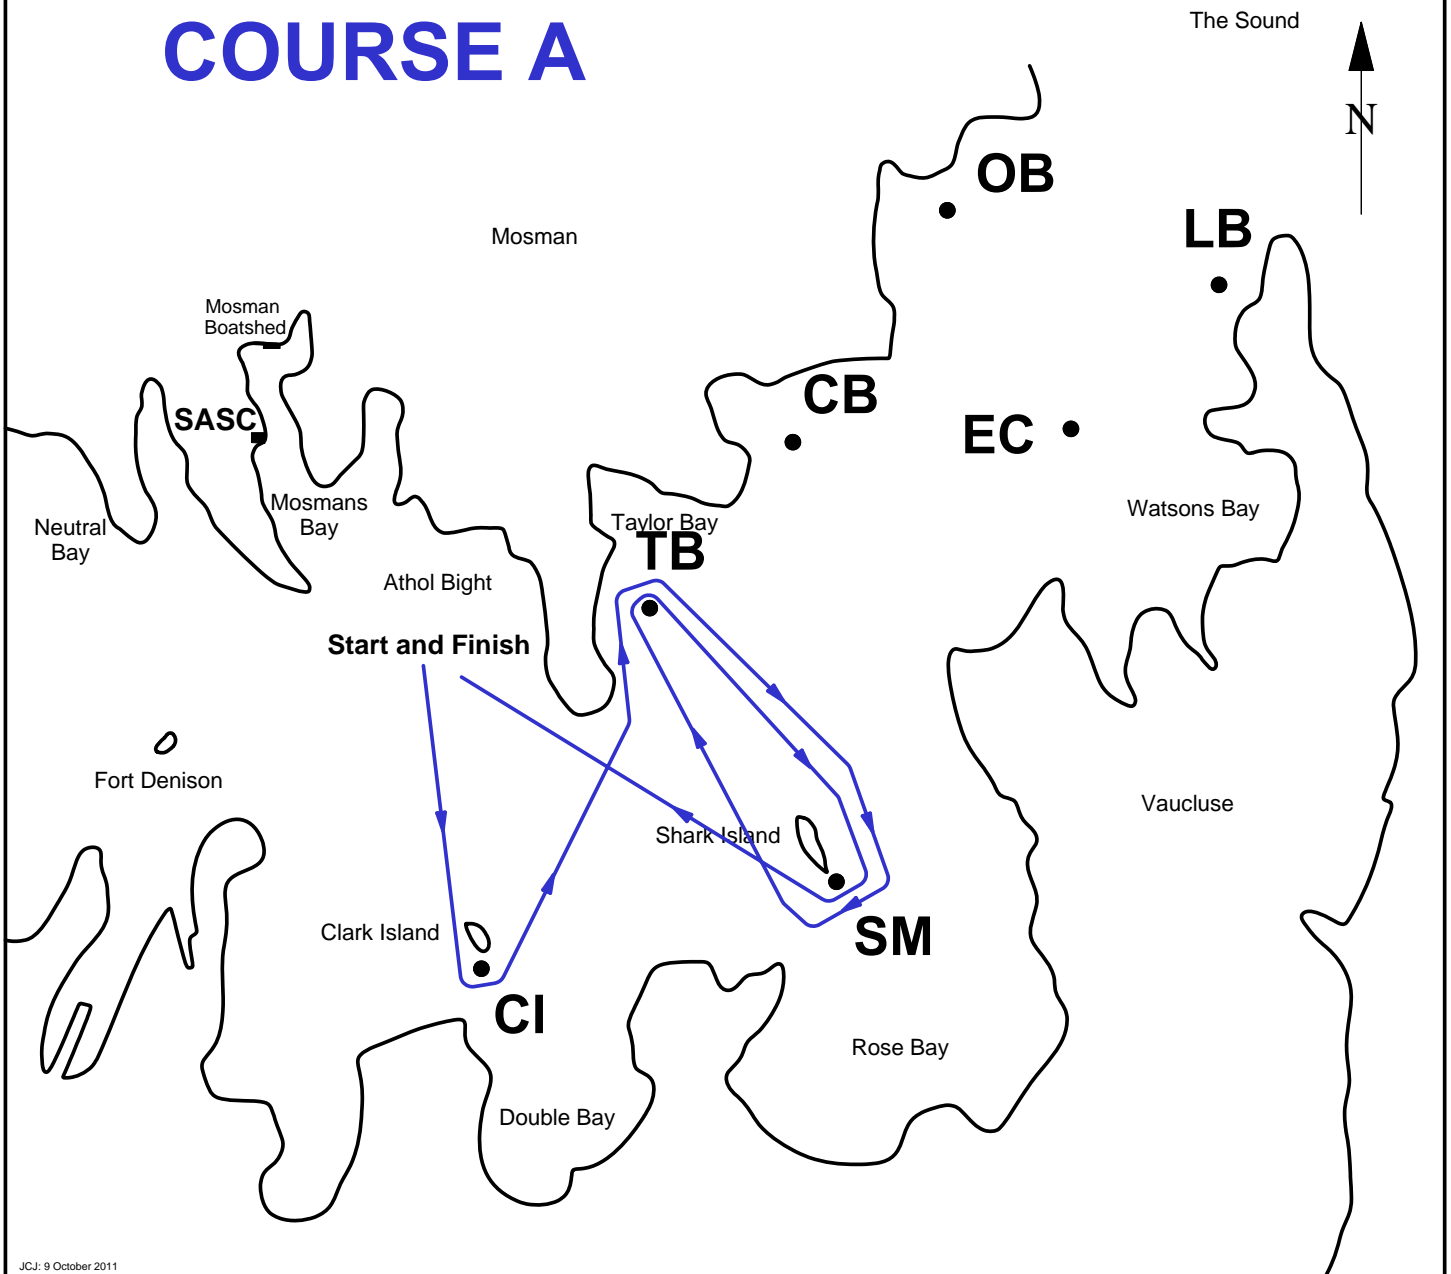 COURSE A
The Sound
N
OB
LB
Mosman
Mosman
Boatshed
CB
SASC
EC
Mosmans
Bay
Watsons Bay
Neutral
Bay
Taylor Bay
TB
Athol Bight
Start and Finish
Fort Denison
Vaucluse
Shark Island
Clark Island
SM
CI
Rose Bay
Double Bay
JCJ: 9 October 2011